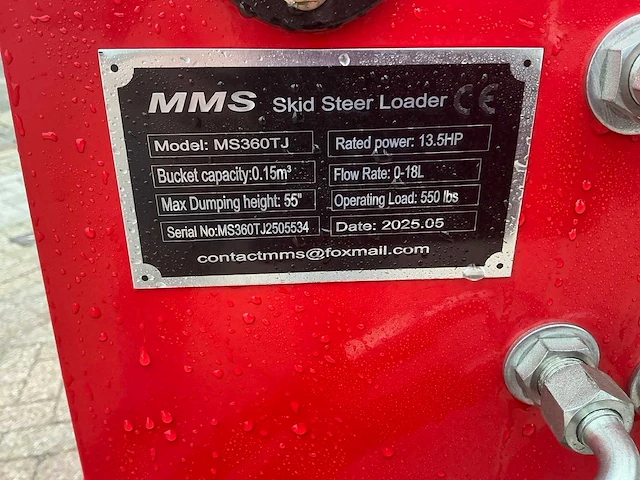 MMS Skid Steer Loader CE
Model: MS360TJ Rated power: 13.5HP
Bucket capacity:0.15m³ Flow Rate: 0-18L
Max Dumping height: 55" Operating Load: 550 lbs
Serial No:MS360TJ2505534 Date: 2025.05
contactmms@foxmail.com